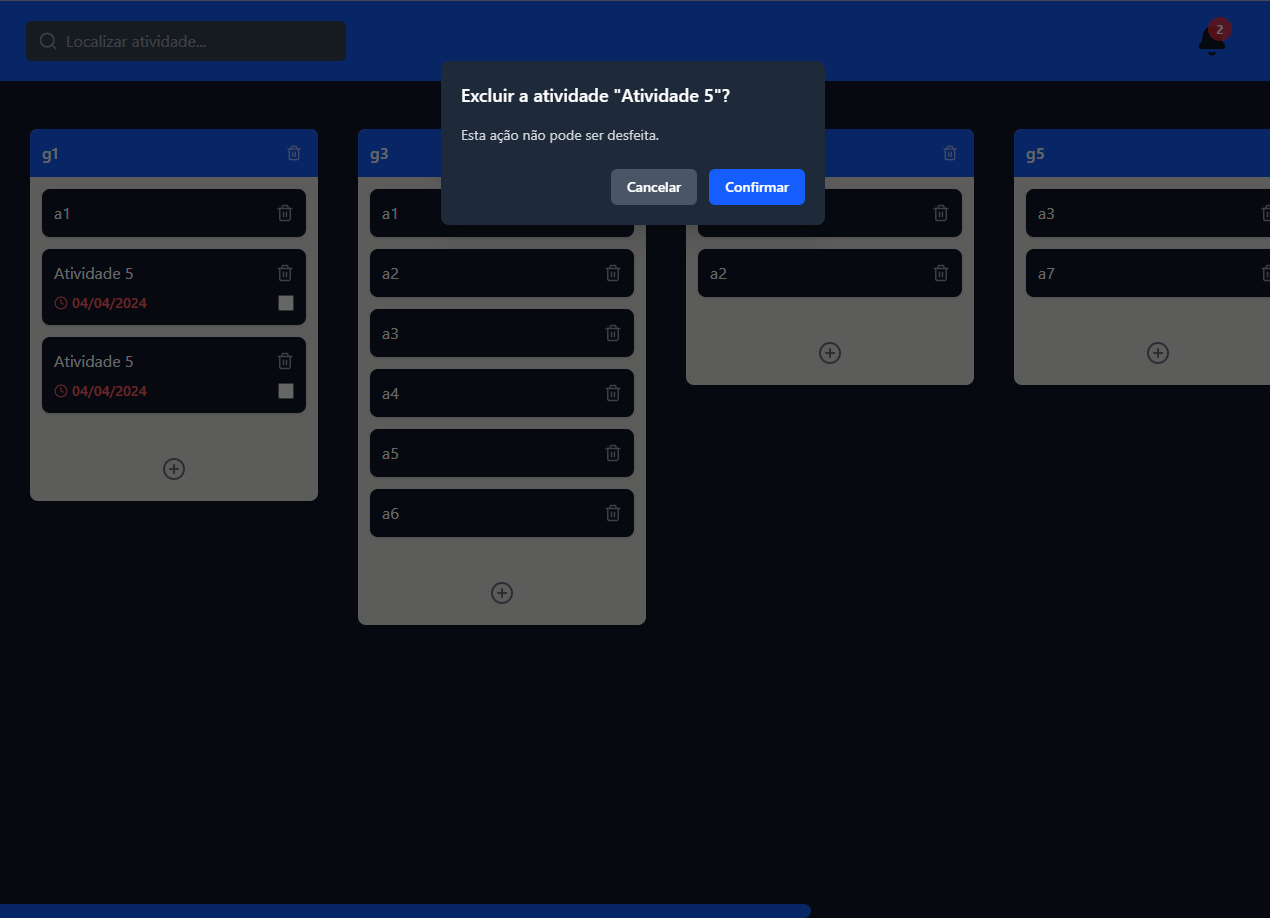 Localizar atividade...
2
Excluir a atividade "Atividade 5"?
Esta ação não pode ser desfeita.
Cancelar
Confirmar
g1
a1
Atividade 5
04/04/2024
Atividade 5
04/04/2024
g3
a1
a2
a3
a4
a5
a6
a2
g5
a3
a7